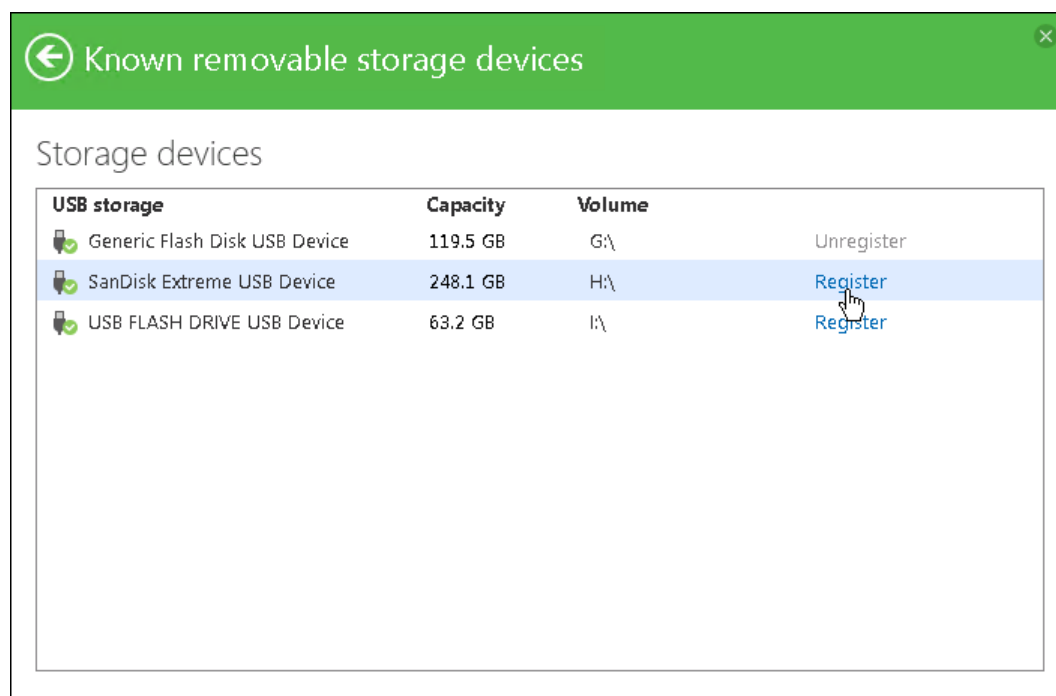 Known removable storage devices
Storage devices
USB storage Capacity Volume
Generic Flash Disk USB Device 119.5 GB G:\ Unregister
SanDisk Extreme USB Device 248.1 GB H:\ Register
USB FLASH DRIVE USB Device 63.2 GB I:\ Register